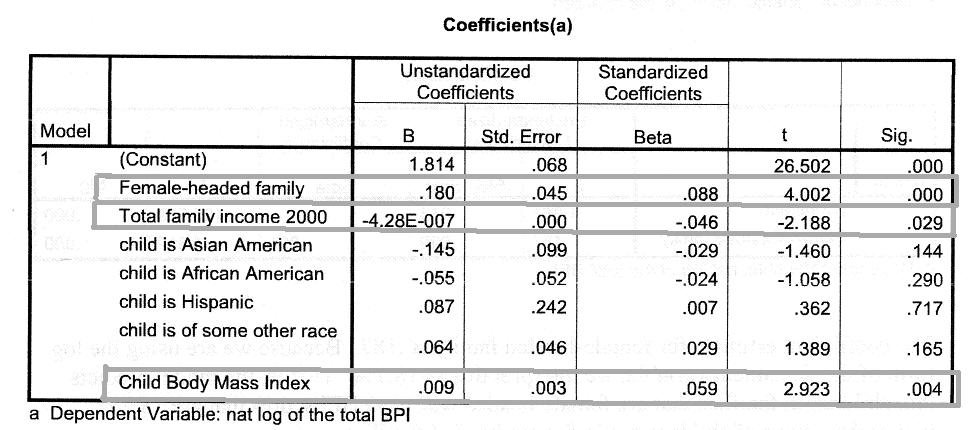 Coefficients(a)
Unstandardized Standardized
Coefficients Coefficients
Model B Std. Error Beta t Sig.
1 (Constant) 1.814 .068 26.502 .000
Female-headed family .180 .045 .088 4.002 .000
Total family income 2000 -4.28E-007 .000 -.046 -2.188 .029
child is Asian American -.145 .099 -.029 -1.460 .144
child is African American -.055 .052 -.024 -1.058 .290
child is Hispanic .087 .242 .007 .362 .717
child is of some other race
.064 .046 .029 1.389 .165
Child Body Mass Index .009 .003 .059 2.923 .004
a Dependent Variable: nat log of the total BPI